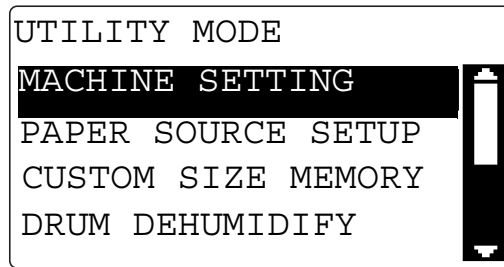 UTILITY MODE
MACHINE SETTING
PAPER SOURCE SETUP
CUSTOM SIZE MEMORY
DRUM DEHUMIDIFY